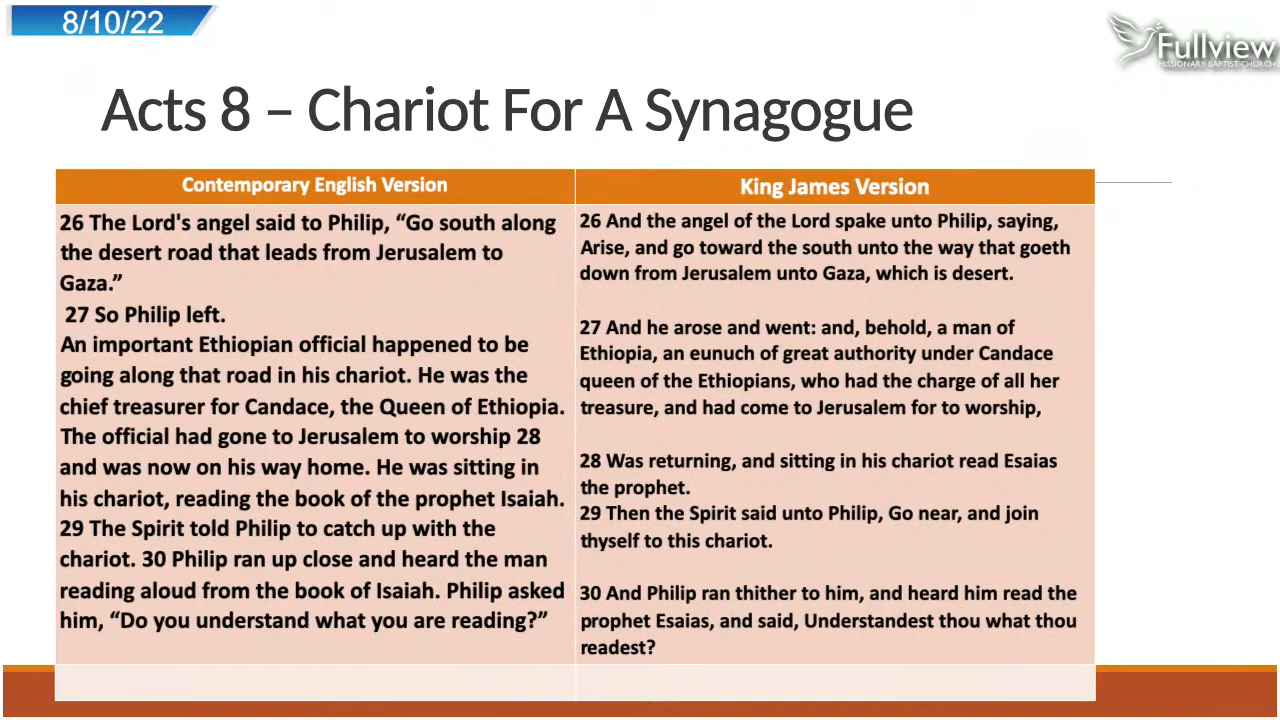 8/10/22
Fullview
MISSIONARY BAPTIST CHURCH
Acts 8 – Chariot For A Synagogue
Contemporary English Version
26 The Lord's angel said to Philip, “Go south along
the desert road that leads from Jerusalem to
Gaza.”
27 So Philip left.
An important Ethiopian official happened to be
going along that road in his chariot. He was the
chief treasurer for Candace, the Queen of Ethiopia.
The official had gone to Jerusalem to worship 28
and was now on his way home. He was sitting in
his chariot, reading the book of the prophet Isaiah.
29 The Spirit told Philip to catch up with the
chariot. 30 Philip ran up close and heard the man
reading aloud from the book of Isaiah. Philip asked
him, “Do you understand what you are reading?”
King James Version
26 And the angel of the Lord spake unto Philip, saying,
Arise, and go toward the south unto the way that goeth
down from Jerusalem unto Gaza, which is desert.
27 And he arose and went: and, behold, a man of
Ethiopia, an eunuch of great authority under Candace
queen of the Ethiopians, who had the charge of all her
treasure, and had come to Jerusalem for to worship,
28 Was returning, and sitting in his chariot read Esaias
the prophet.
29 Then the Spirit said unto Philip, Go near, and join
thyself to this chariot.
30 And Philip ran thither to him, and heard him read the
prophet Esaias, and said, Understandest thou what thou
readest?